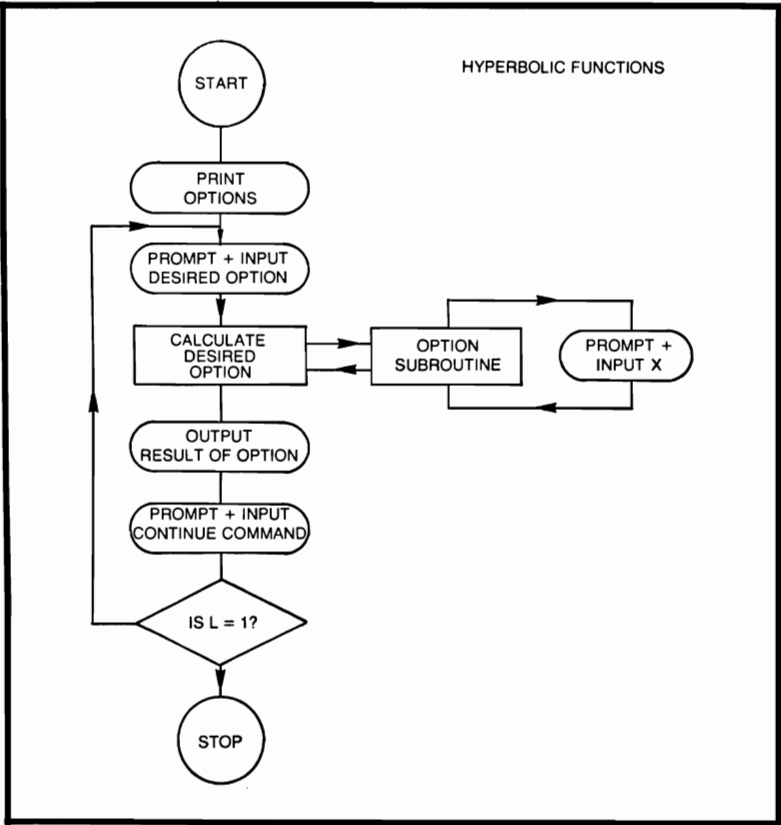 HYPERBOLIC FUNCTIONS
START
PRINT
OPTIONS
PROMPT + INPUT
DESIRED OPTION
CALCULATE
DESIRED
OPTION
OPTION
SUBROUTINE
PROMPT +
INPUT X
OUTPUT
RESULT OF OPTION
PROMPT + INPUT
CONTINUE COMMAND
IS L = 1?
STOP